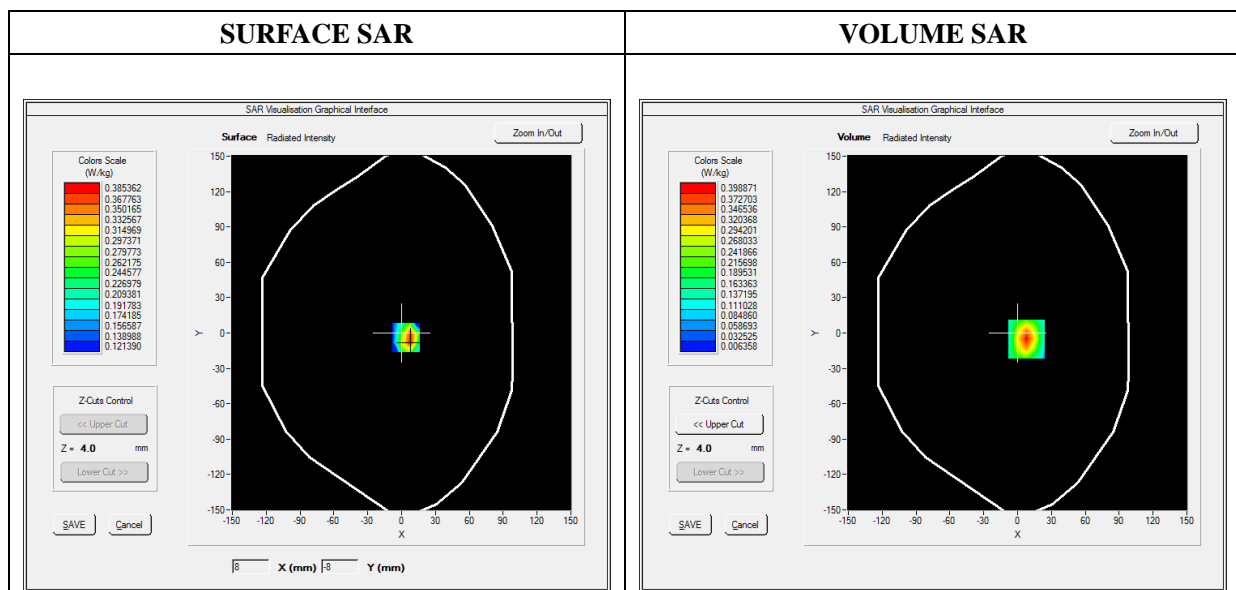 SURFACE SAR
VOLUME SAR
SAR Visualisation Graphical Interface
Surface Radiated Intensity
Zoom In/Out
Colors Scale
(W/kg)
0.385362
0.367763
0.350165
0.332567
0.314969
0.297371
0.279773
0.262175
0.244577
0.226979
0.209381
0.191783
0.174185
0.156587
0.138988
0.121390
150
120
90
60
30
0
-30
-60
-90
-120
-150
Y
-150 -120 -90 -60 -30 0 30 60 90 120 150
X
Z-Cuts Control
<< Upper Cut
Z = 4.0 mm
Lower Cut >>
SAVE Cancel
8 X (mm) -8 Y (mm)
SAR Visualisation Graphical Interface
Volume Radiated Intensity
Zoom In/Out
Colors Scale
(W/kg)
0.398871
0.372703
0.346536
0.320368
0.294201
0.268033
0.241866
0.215698
0.189531
0.163363
0.137195
0.111028
0.084860
0.058693
0.032525
0.006358
150
120
90
60
30
0
-30
-60
-90
-120
-150
Y
-150 -120 -90 -60 -30 0 30 60 90 120 150
X
Z-Cuts Control
<< Upper Cut
Z = 4.0 mm
Lower Cut >>
SAVE Cancel